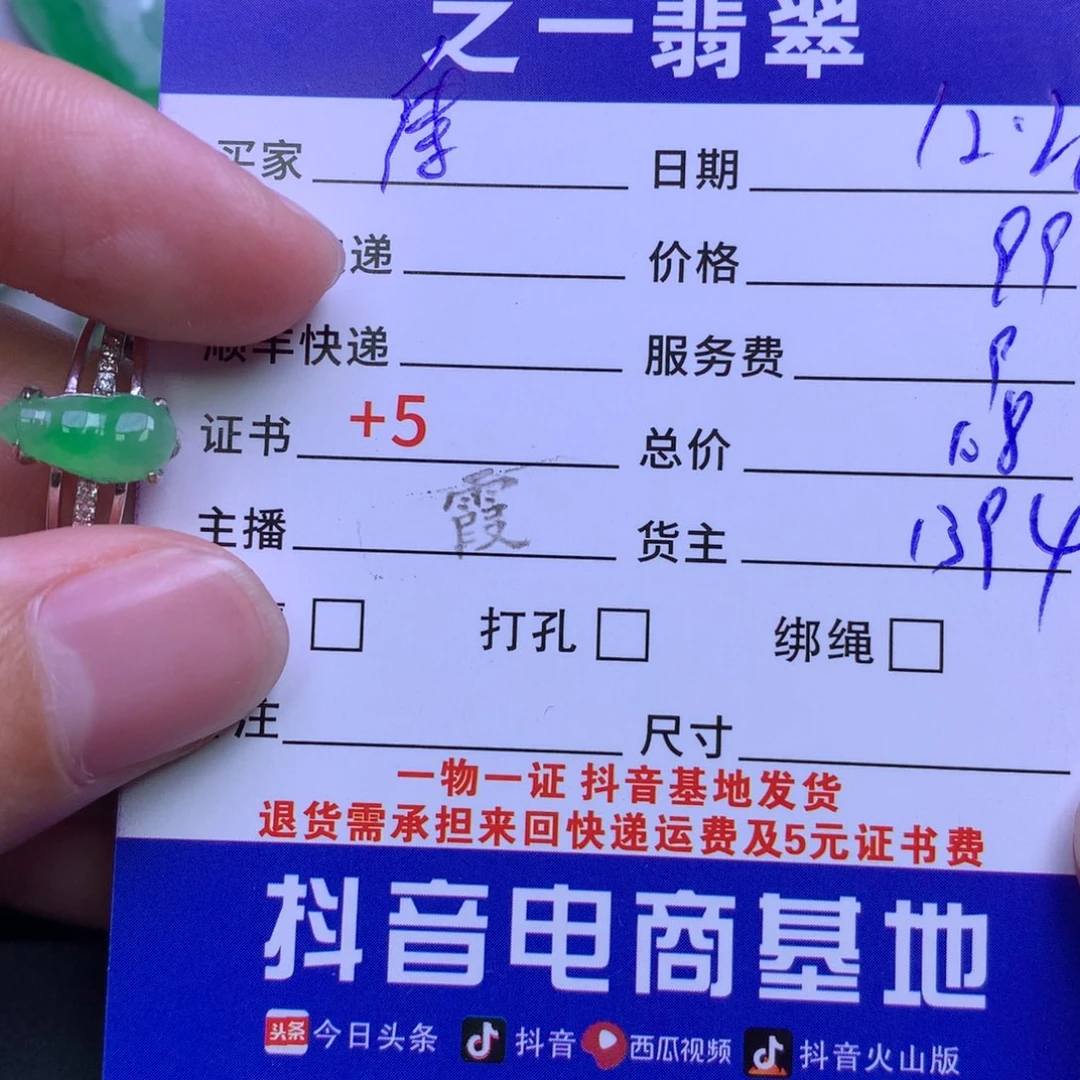 之一翡翠
买家 唐 日期 12.2
递 价格 99
顺丰快递 服务费 9
证书 +5 总价 108
主播 霞 货主 1394
打孔 绑绳
注 尺寸
一物一证 抖音基地发货
退货需承担来回快递运费及5元证书费
抖音电商基地
头条 今日头条 抖音 西瓜视频 抖音火山版